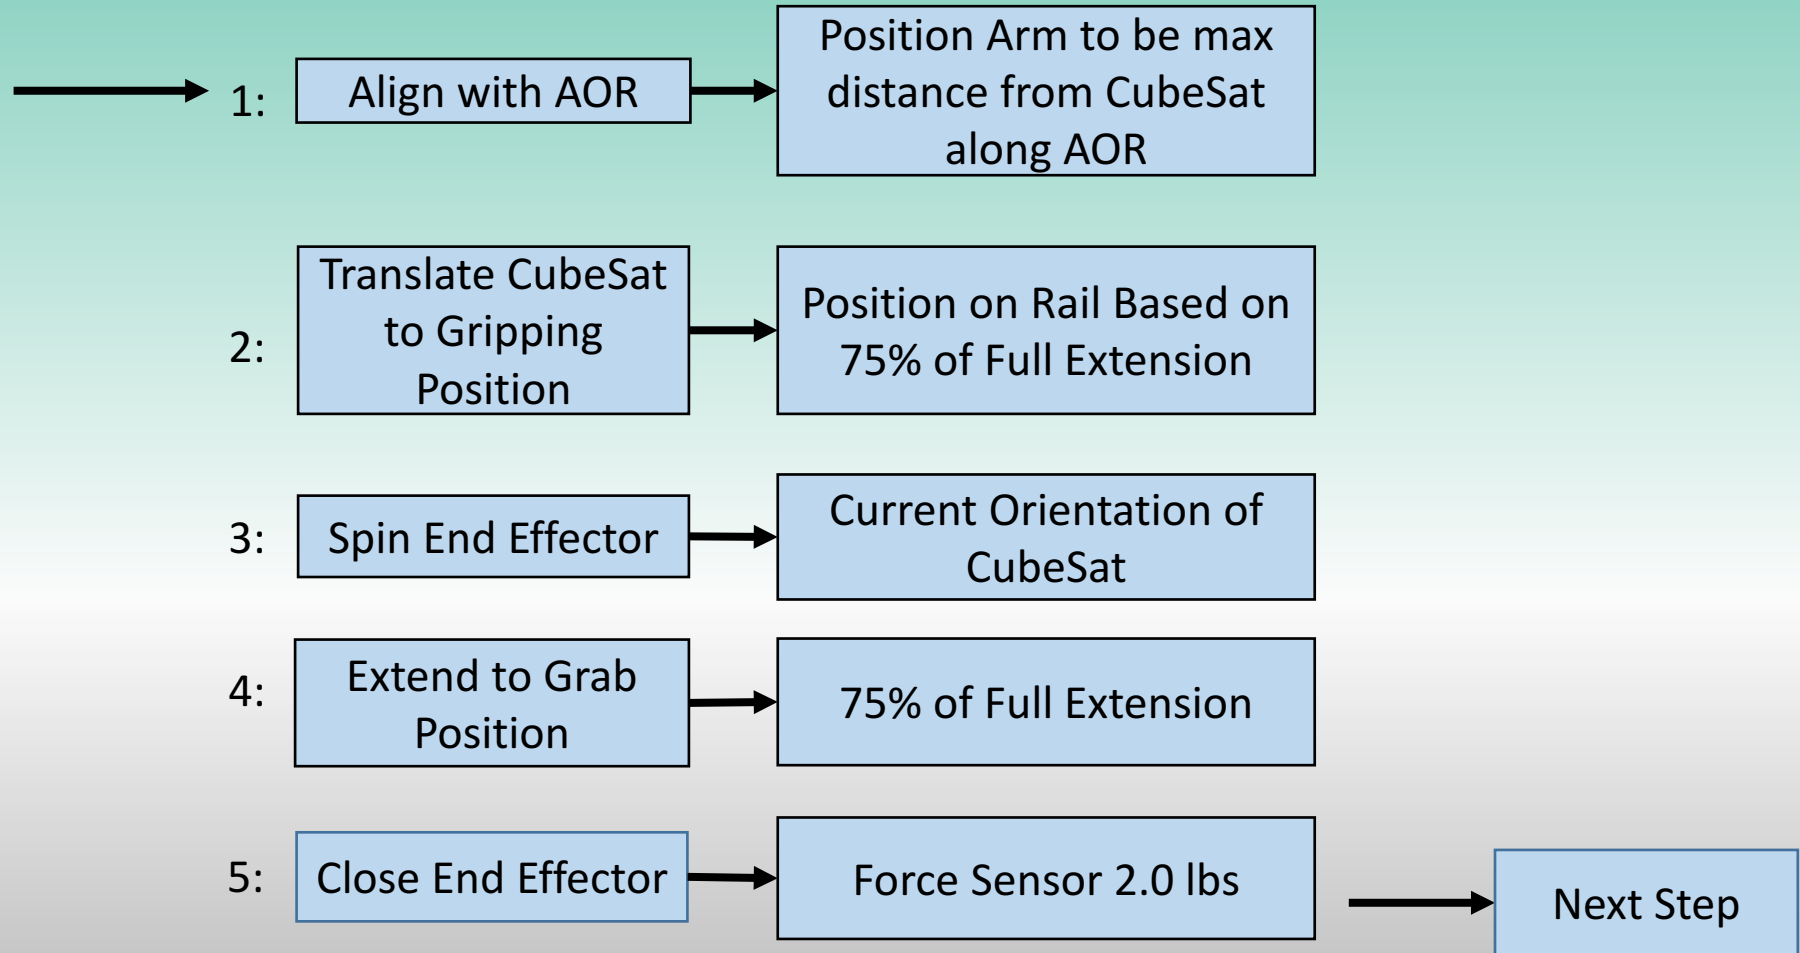 1:
Align with AOR
Position Arm to be max
distance from CubeSat
along AOR
2:
Translate CubeSat
to Gripping
Position
Position on Rail Based on
75% of Full Extension
3:
Spin End Effector
Current Orientation of
CubeSat
4:
Extend to Grab
Position
75% of Full Extension
5:
Close End Effector
Force Sensor 2.0 lbs
Next Step